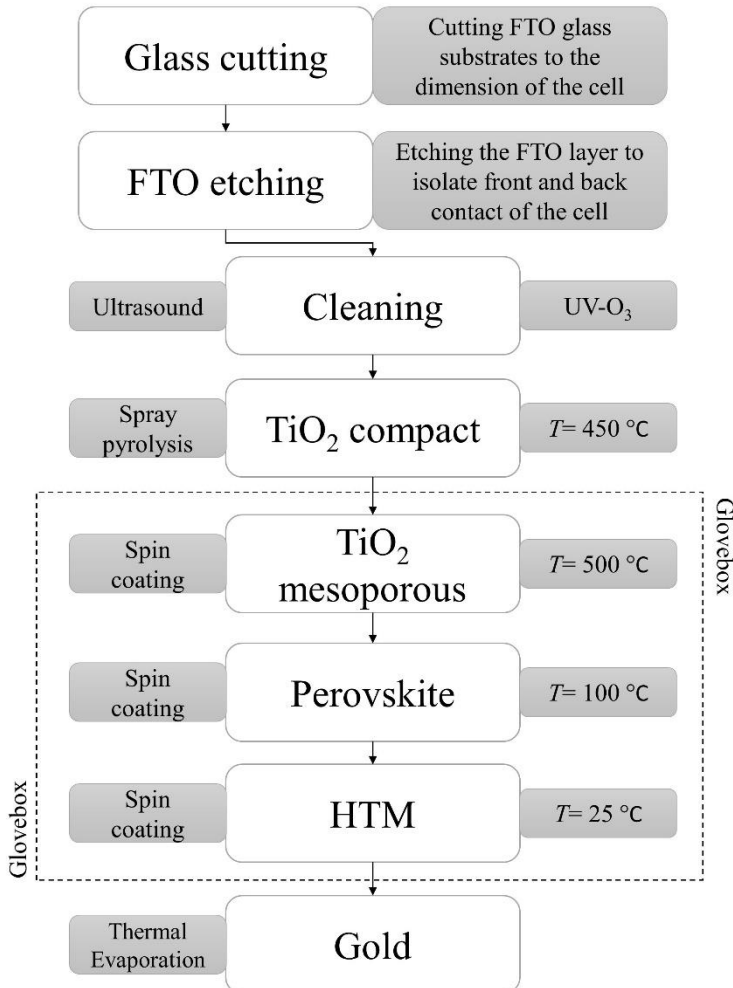 Glass cutting
Cutting FTO glass
substrates to the
dimension of the cell
FTO etching
Etching the FTO layer to
isolate front and back
contact of the cell
Ultrasound
Cleaning
UV-O₃
Spray
pyrolysis
TiO₂ compact
T= 450 °C
Glovebox
Spin
coating
TiO₂
mesoporous
T= 500 °C
Spin
coating
Perovskite
T= 100 °C
Spin
coating
HTM
T= 25 °C
Glovebox
Thermal
Evaporation
Gold